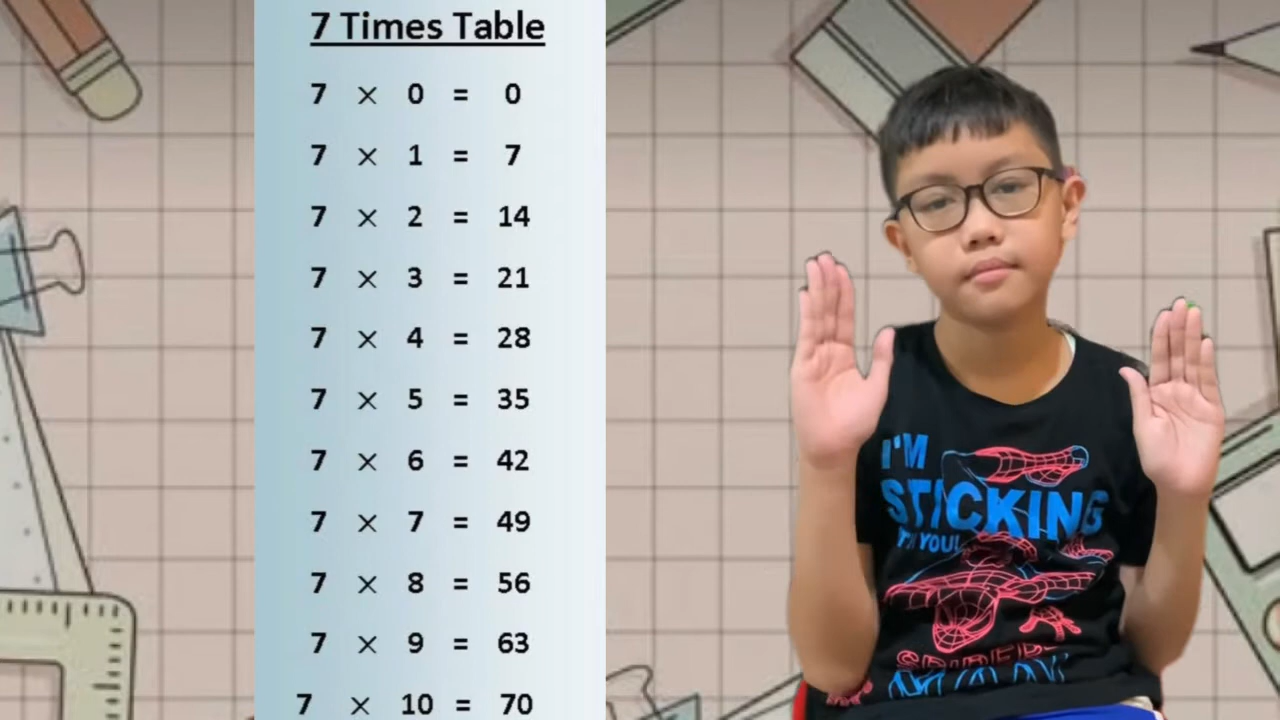 7 Times Table
7 × 0 = 0
7 × 1 = 7
7 × 2 = 14
7 × 3 = 21
7 × 4 = 28
7 × 5 = 35
7 × 6 = 42
7 × 7 = 49
7 × 8 = 56
7 × 9 = 63
7 × 10 = 70
I'M
STICKING
YOU!